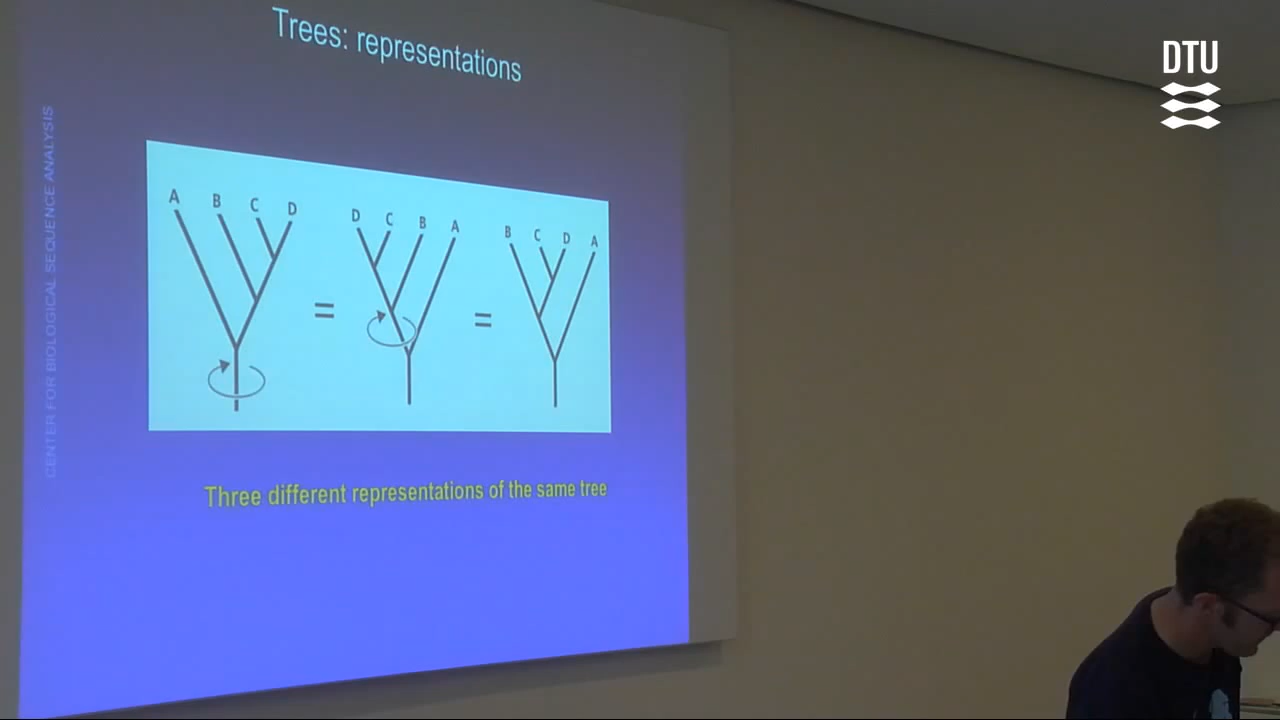 Trees: representations
DTU
CENTER FOR BIOLOGICAL SEQUENCE ANALYSIS
A B C D D C B A B C D A
= =
Three different representations of the same tree